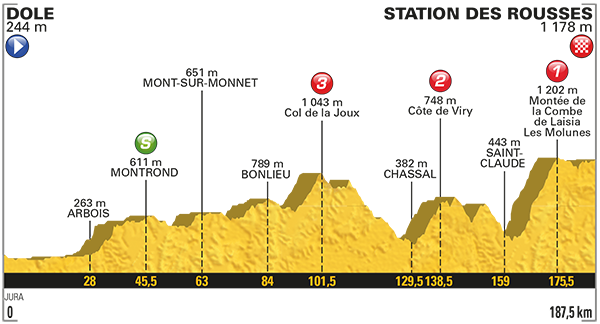 DOLE
244 m
STATION DES ROUSSES
1 178 m
263 m
ARBOIS
S
611 m
MONTROND
651 m
MONT-SUR-MONNET
789 m
BONLIEU
3
1 043 m
Col de la Joux
382 m
CHASSAL
2
748 m
Côte de Viry
443 m
SAINT-
CLAUDE
1
1 202 m
Montée de
la Combe
de Laisia
Les Molunes
28
45,5
63
84
101,5
129,5
138,5
159
175,5
JURA
0
187,5 km